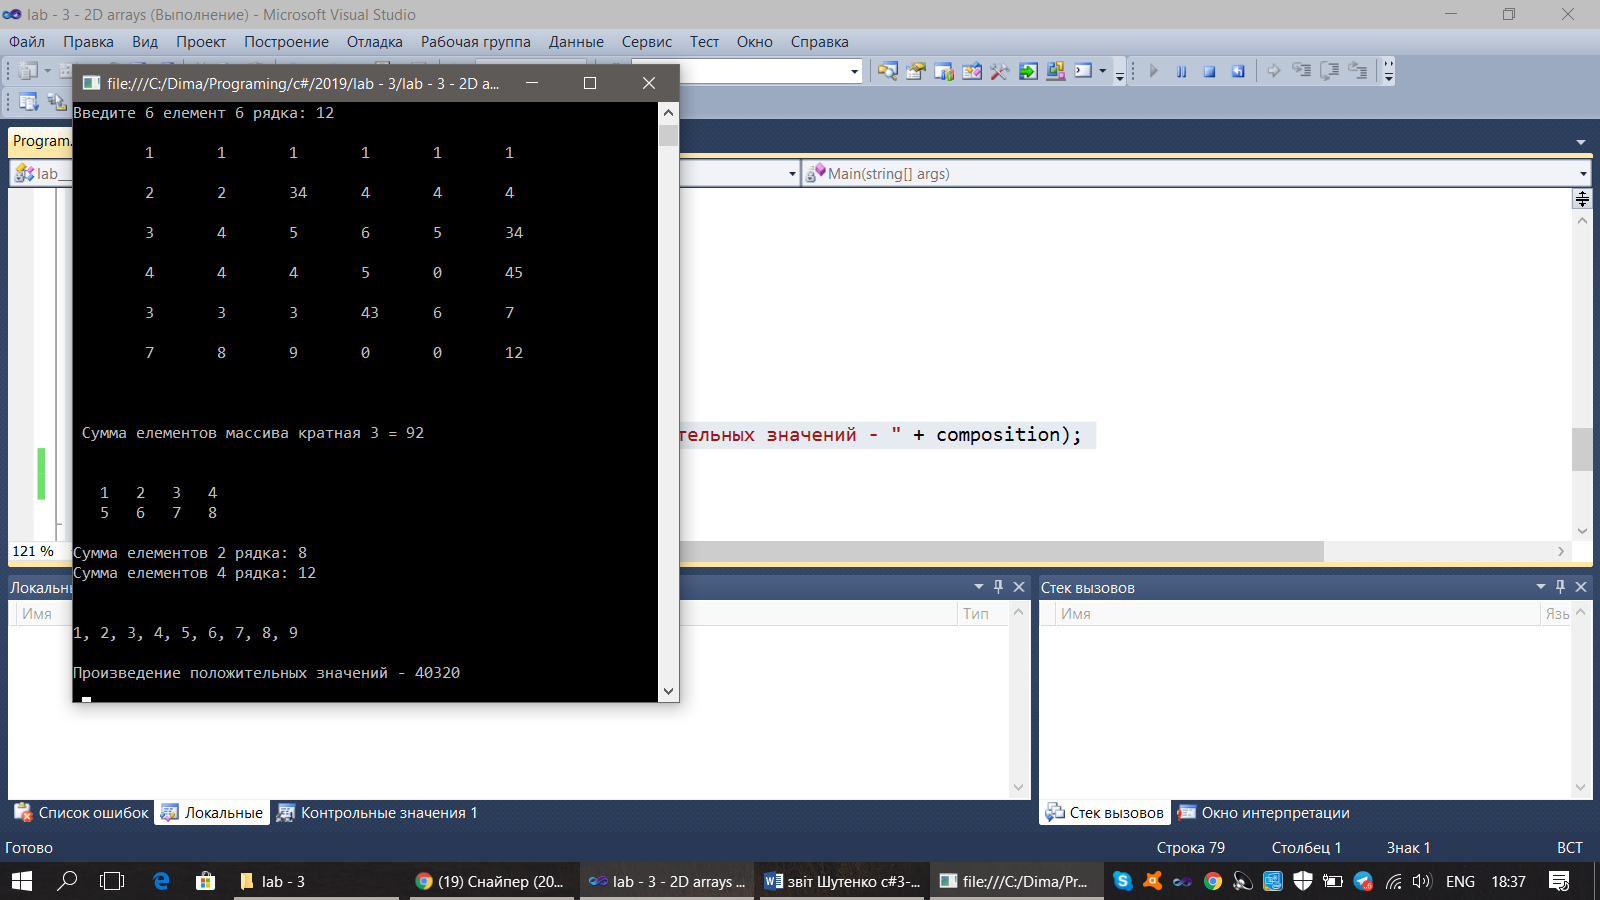 lab - 3 - 2D arrays (Выполнение) - Microsoft Visual Studio
Файл Правка Вид Проект Построение Отладка Рабочая группа Данные Сервис Тест Окно Справка
file:///C:/Dima/Programing/c#/2019/lab - 3/lab - 3 - 2D a...
Введите 6 елемент 6 рядка: 12
1 1 1 1 1 1
2 2 34 4 4 4
3 4 5 6 5 34
4 4 4 5 0 45
3 3 3 43 6 7
7 8 9 0 0 12
Сумма елементов массива кратная 3 = 92
1 2 3 4
5 6 7 8
Сумма елементов 2 рядка: 8
Сумма елементов 4 рядка: 12
1, 2, 3, 4, 5, 6, 7, 8, 9
Произведение положительных значений - 40320
Program.
lab_
Main(string[] args)
тельных значений - " + composition);
121 %
Локальн
Имя Тип
Стек вызовов
Имя Язы
Список ошибок Локальные Контрольные значения 1
Стек вызовов Окно интерпретации
Готово Строка 79 Столбец 1 Знак 1 ВСТ
lab - 3 (19) Снайпер (20... lab - 3 - 2D arrays ... звіт Шутенко c#3-... file:///C:/Dima/Pr... ENG 18:37